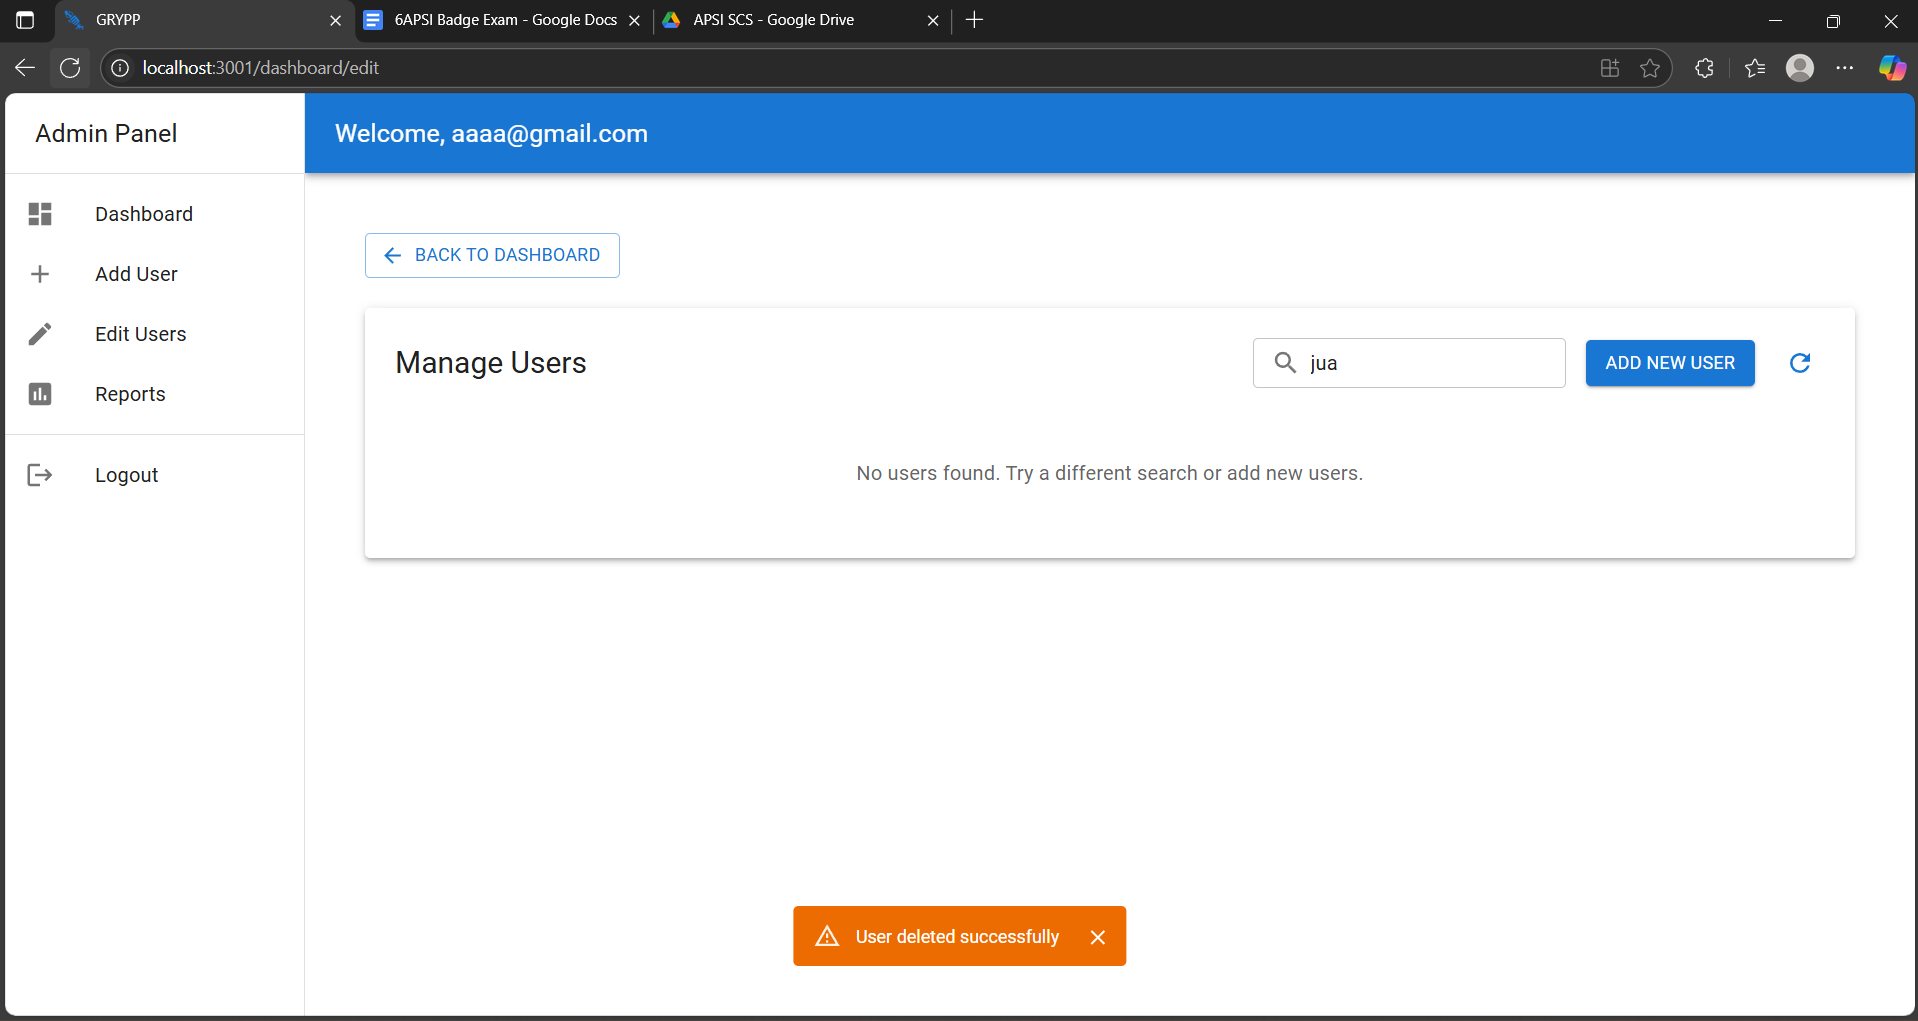 GRYPP
6APSI Badge Exam - Google Docs
APSI SCS - Google Drive
localhost:3001/dashboard/edit
Admin Panel
Welcome, aaaa@gmail.com
Dashboard
Add User
Edit Users
Reports
Logout
BACK TO DASHBOARD
Manage Users
jua
ADD NEW USER
No users found. Try a different search or add new users.
User deleted successfully